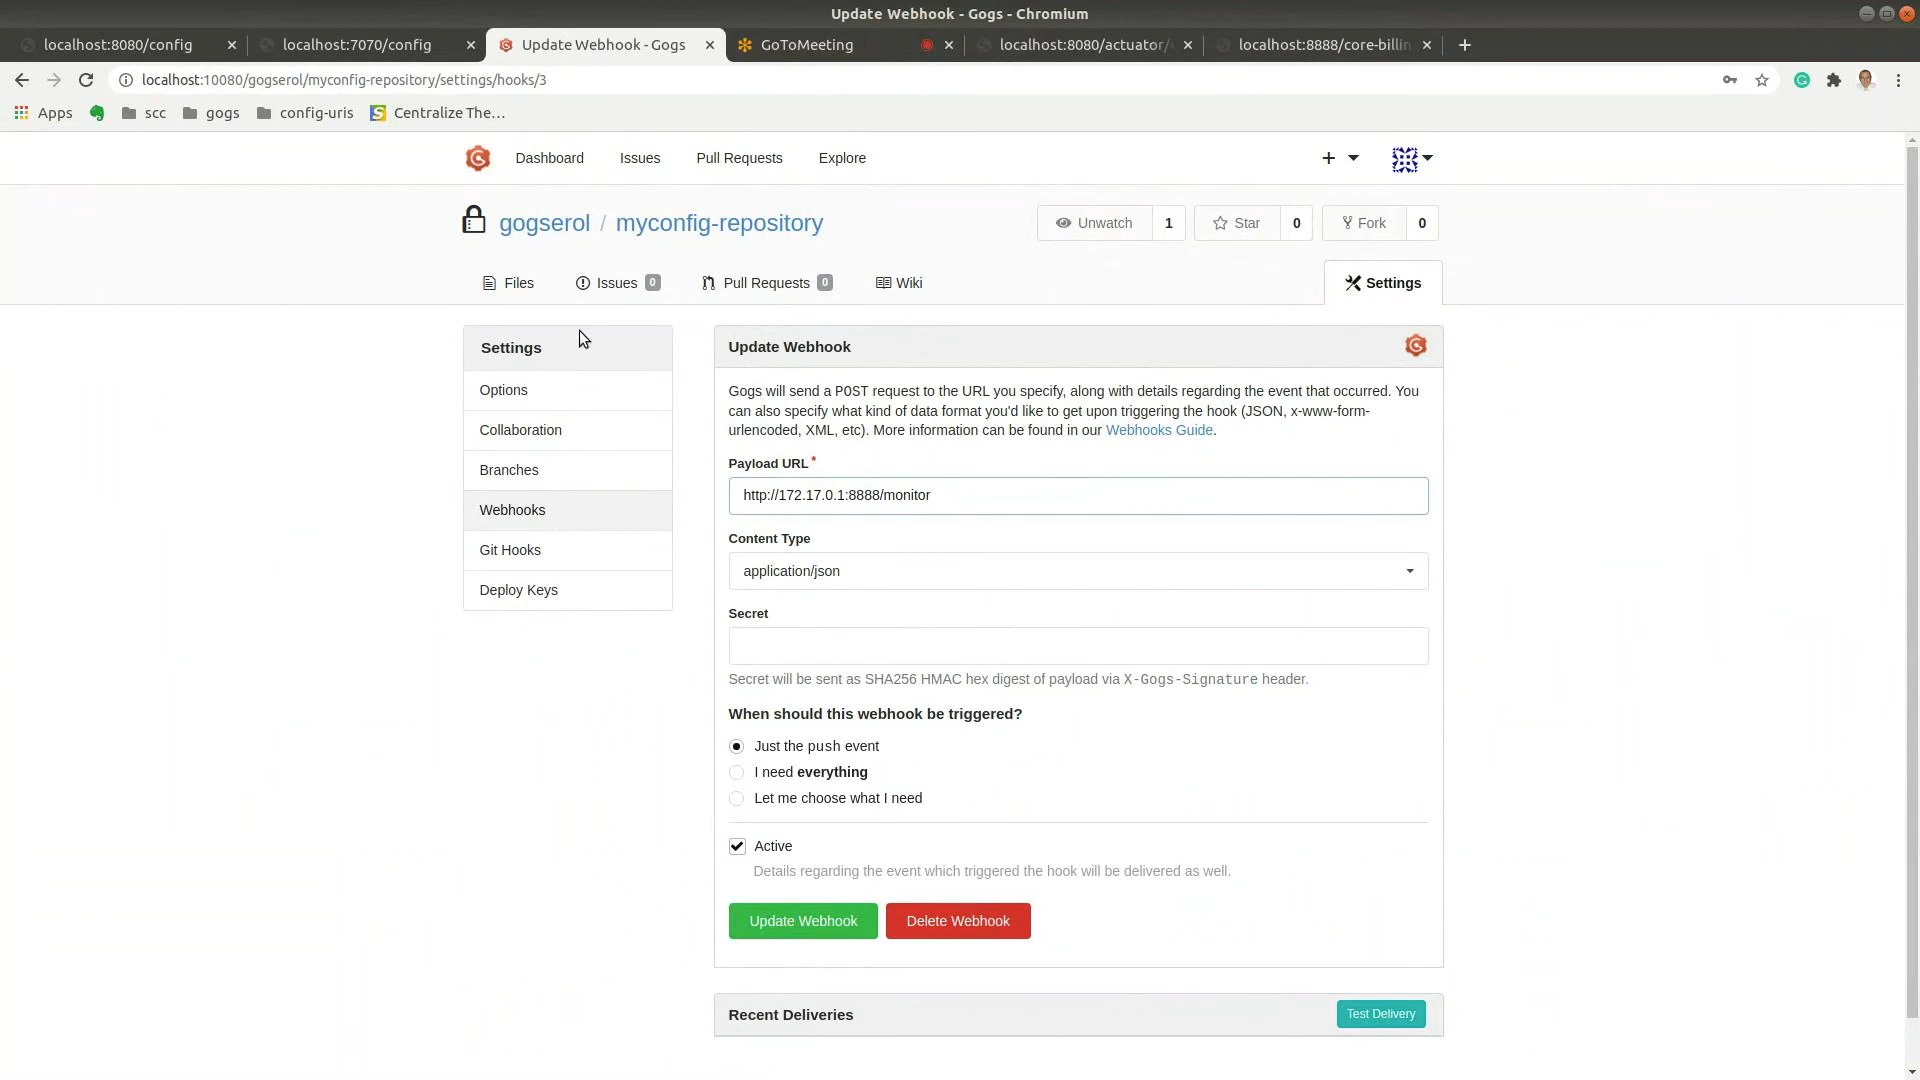 Update Webhook - Gogs - Chromium
localhost:8080/config
localhost:7070/config
Update Webhook - Gogs
GoToMeeting
localhost:8080/actuator/
localhost:8888/core-billin
localhost:10080/gogserol/myconfig-repository/settings/hooks/3
Apps
scc
gogs
config-uris
Centralize The...
Dashboard
Issues
Pull Requests
Explore
gogserol / myconfig-repository
Unwatch 1
Star 0
Fork 0
Files
Issues 0
Pull Requests 0
Wiki
Settings
Settings
Options
Collaboration
Branches
Webhooks
Git Hooks
Deploy Keys
Update Webhook
Gogs will send a POST request to the URL you specify, along with details regarding the event that occurred. You
can also specify what kind of data format you'd like to get upon triggering the hook (JSON, x-www-form-
urlencoded, XML, etc). More information can be found in our Webhooks Guide.
Payload URL *
http://172.17.0.1:8888/monitor
Content Type
application/json
Secret
Secret will be sent as SHA256 HMAC hex digest of payload via X-Gogs-Signature header.
When should this webhook be triggered?
Just the push event
I need everything
Let me choose what I need
Active
Details regarding the event which triggered the hook will be delivered as well.
Update Webhook
Delete Webhook
Recent Deliveries
Test Delivery